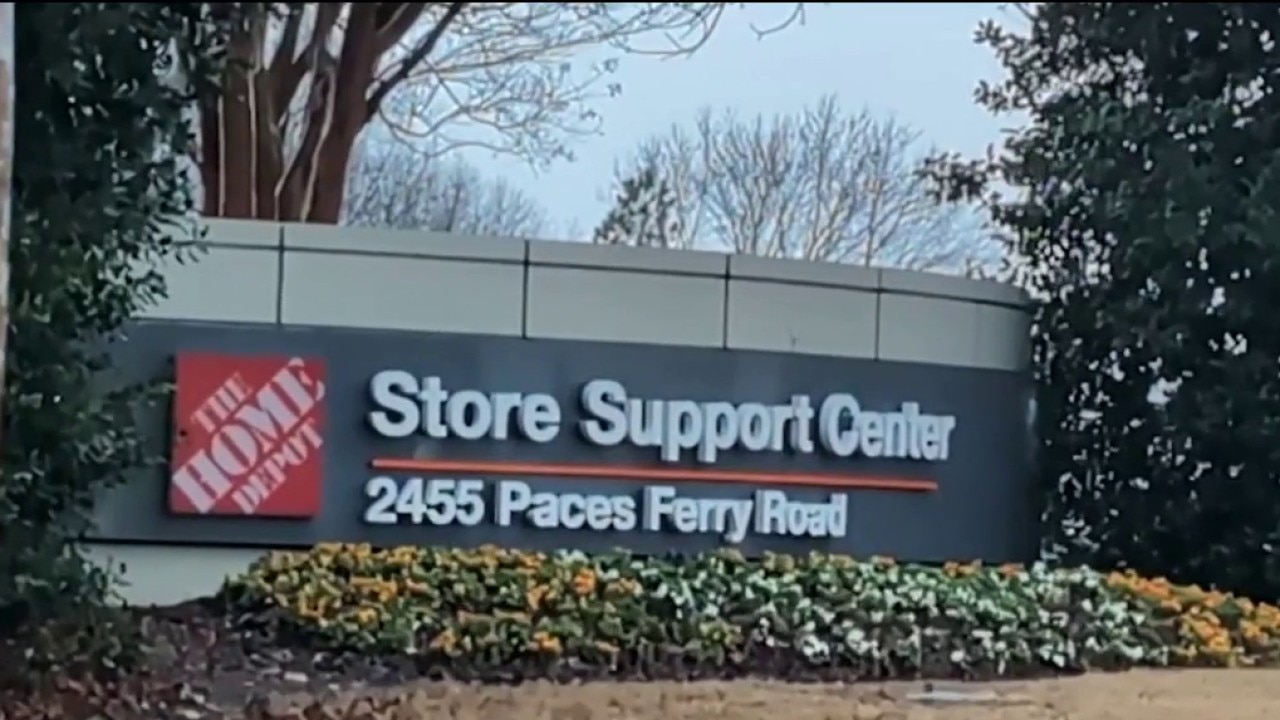 THE
HOME
DEPOT
Store Support Center
2455 Paces Ferry Road